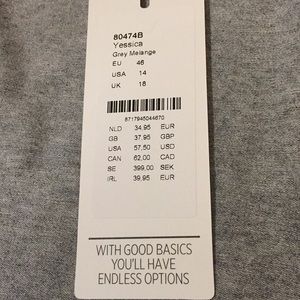 80474B
Yessica
Grey Melange
EU 46
USA 14
UK 18
8717945044670
NLD 34,95 EUR
GB 37,95 GBP
USA 57,50 USD
CAN 62,00 CAD
SE 399,00 SEK
IRL 39,95 EUR
WITH GOOD BASICS
YOU'LL HAVE
ENDLESS OPTIONS